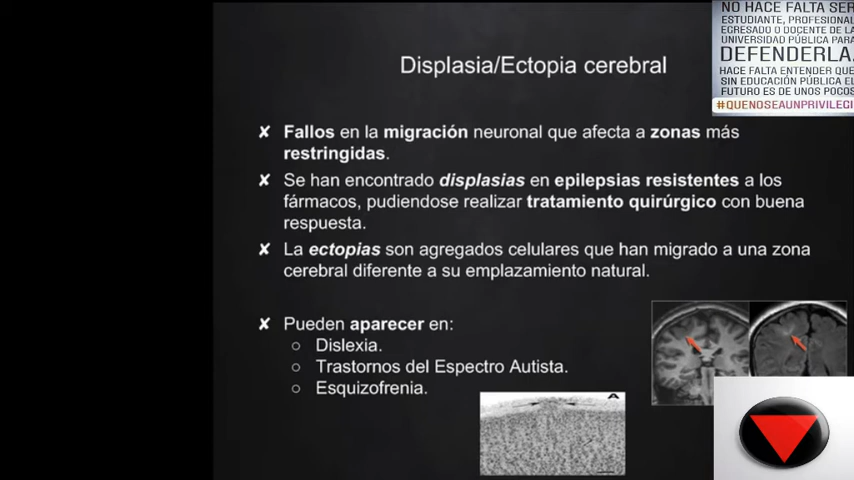 NO HACE FALTA SER
ESTUDIANTE, PROFESIONAL
EGRESADO O DOCENTE DE LA
UNIVERSIDAD PÚBLICA PARA
DEFENDERLA.
HACE FALTA ENTENDER QUE
SIN EDUCACIÓN PÚBLICA EL
FUTURO ES DE UNOS POCOS
#QUENOSEAUNPRIVILEGI
Displasia/Ectopia cerebral
✘ Fallos en la migración neuronal que afecta a zonas más
restringidas.
✘ Se han encontrado displasias en epilepsias resistentes a los
fármacos, pudiendose realizar tratamiento quirúrgico con buena
respuesta.
✘ La ectopias son agregados celulares que han migrado a una zona
cerebral diferente a su emplazamiento natural.
✘ Pueden aparecer en:
○ Dislexia.
○ Trastornos del Espectro Autista.
○ Esquizofrenia.
A